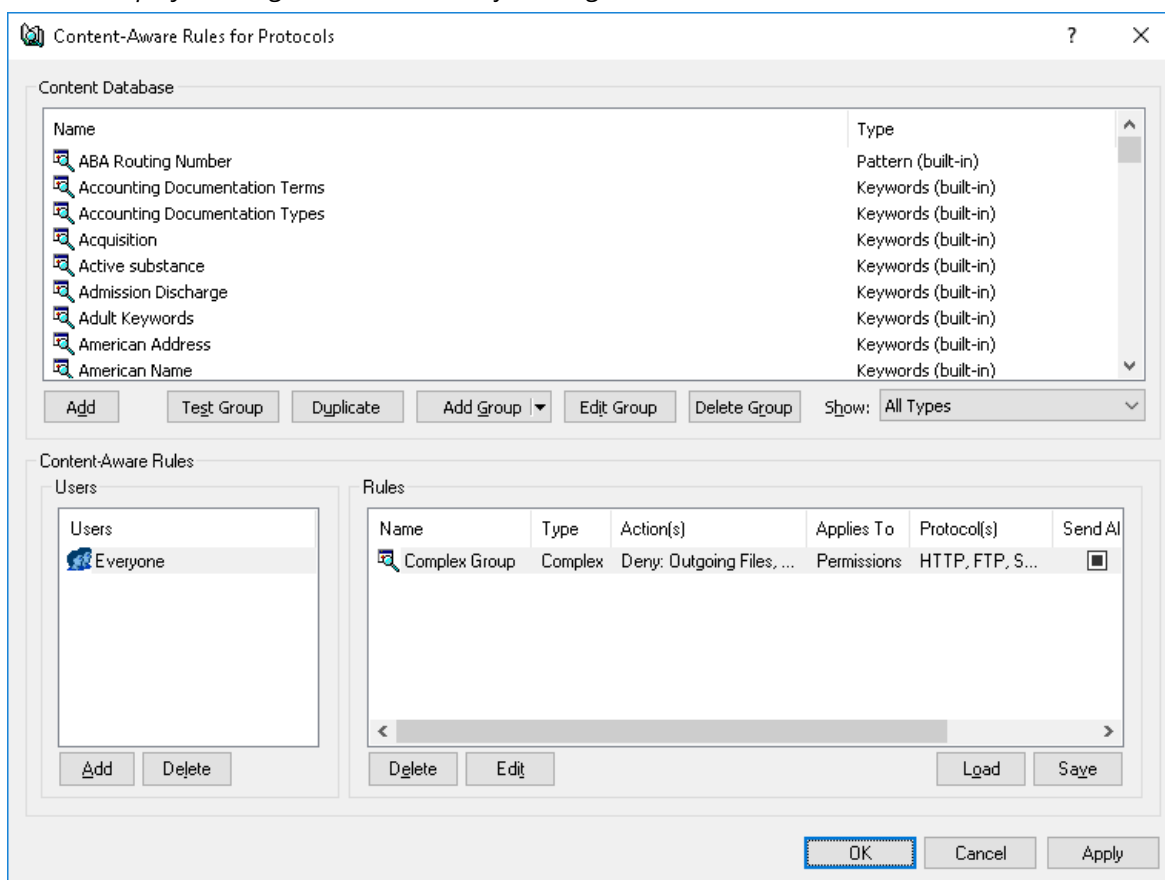 Content-Aware Rules for Protocols ?
Content Database
Name Type
ABA Routing Number Pattern (built-in)
Accounting Documentation Terms Keywords (built-in)
Accounting Documentation Types Keywords (built-in)
Acquisition Keywords (built-in)
Active substance Keywords (built-in)
Admission Discharge Keywords (built-in)
Adult Keywords Keywords (built-in)
American Address Keywords (built-in)
American Name Keywords (built-in)
Add Test Group Duplicate Add Group Edit Group Delete Group Show: All Types
Content-Aware Rules
Users Rules
Users Name Type Action(s) Applies To Protocol(s) Send Al
Everyone Complex Group Complex Deny: Outgoing Files, ... Permissions HTTP, FTP, S...
Add Delete Delete Edit Load Save
OK Cancel Apply